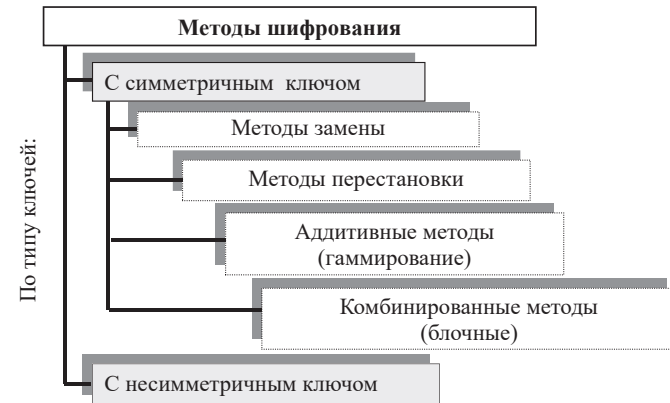 Методы шифрования
По типу ключей:
С симметричным ключом
Методы замены
Методы перестановки
Аддитивные методы
(гаммирование)
Комбинированные методы
(блочные)
С несимметричным ключом